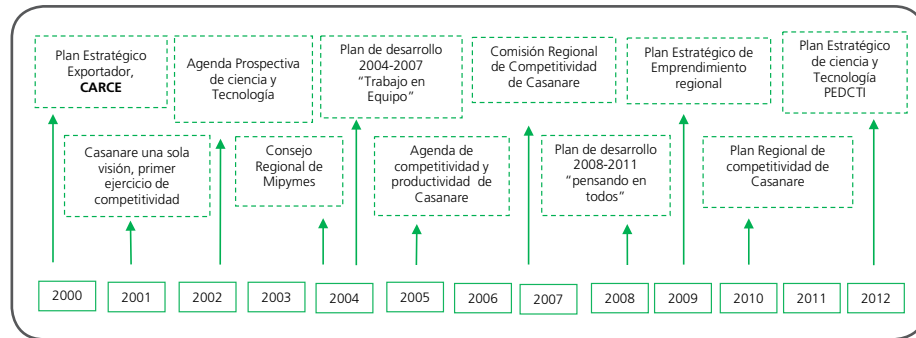 Plan Estratégico
Exportador,
CARCE
Agenda Prospectiva
de ciencia y
Tecnología
Plan de desarrollo
2004-2007
“Trabajo en
Equipo”
Comisión Regional
de Competitividad
de Casanare
Plan Estratégico de
Emprendimiento
regional
Plan Estratégico
de ciencia y
Tecnología
PEDCTI
Casanare una sola
visión, primer
ejercicio de
competitividad
Consejo
Regional de
Mipymes
Agenda de
competitividad y
productividad de
Casanare
Plan de desarrollo
2008-2011
“pensando en
todos”
Plan Regional de
competitividad de
Casanare
2000
2001
2002
2003
2004
2005
2006
2007
2008
2009
2010
2011
2012